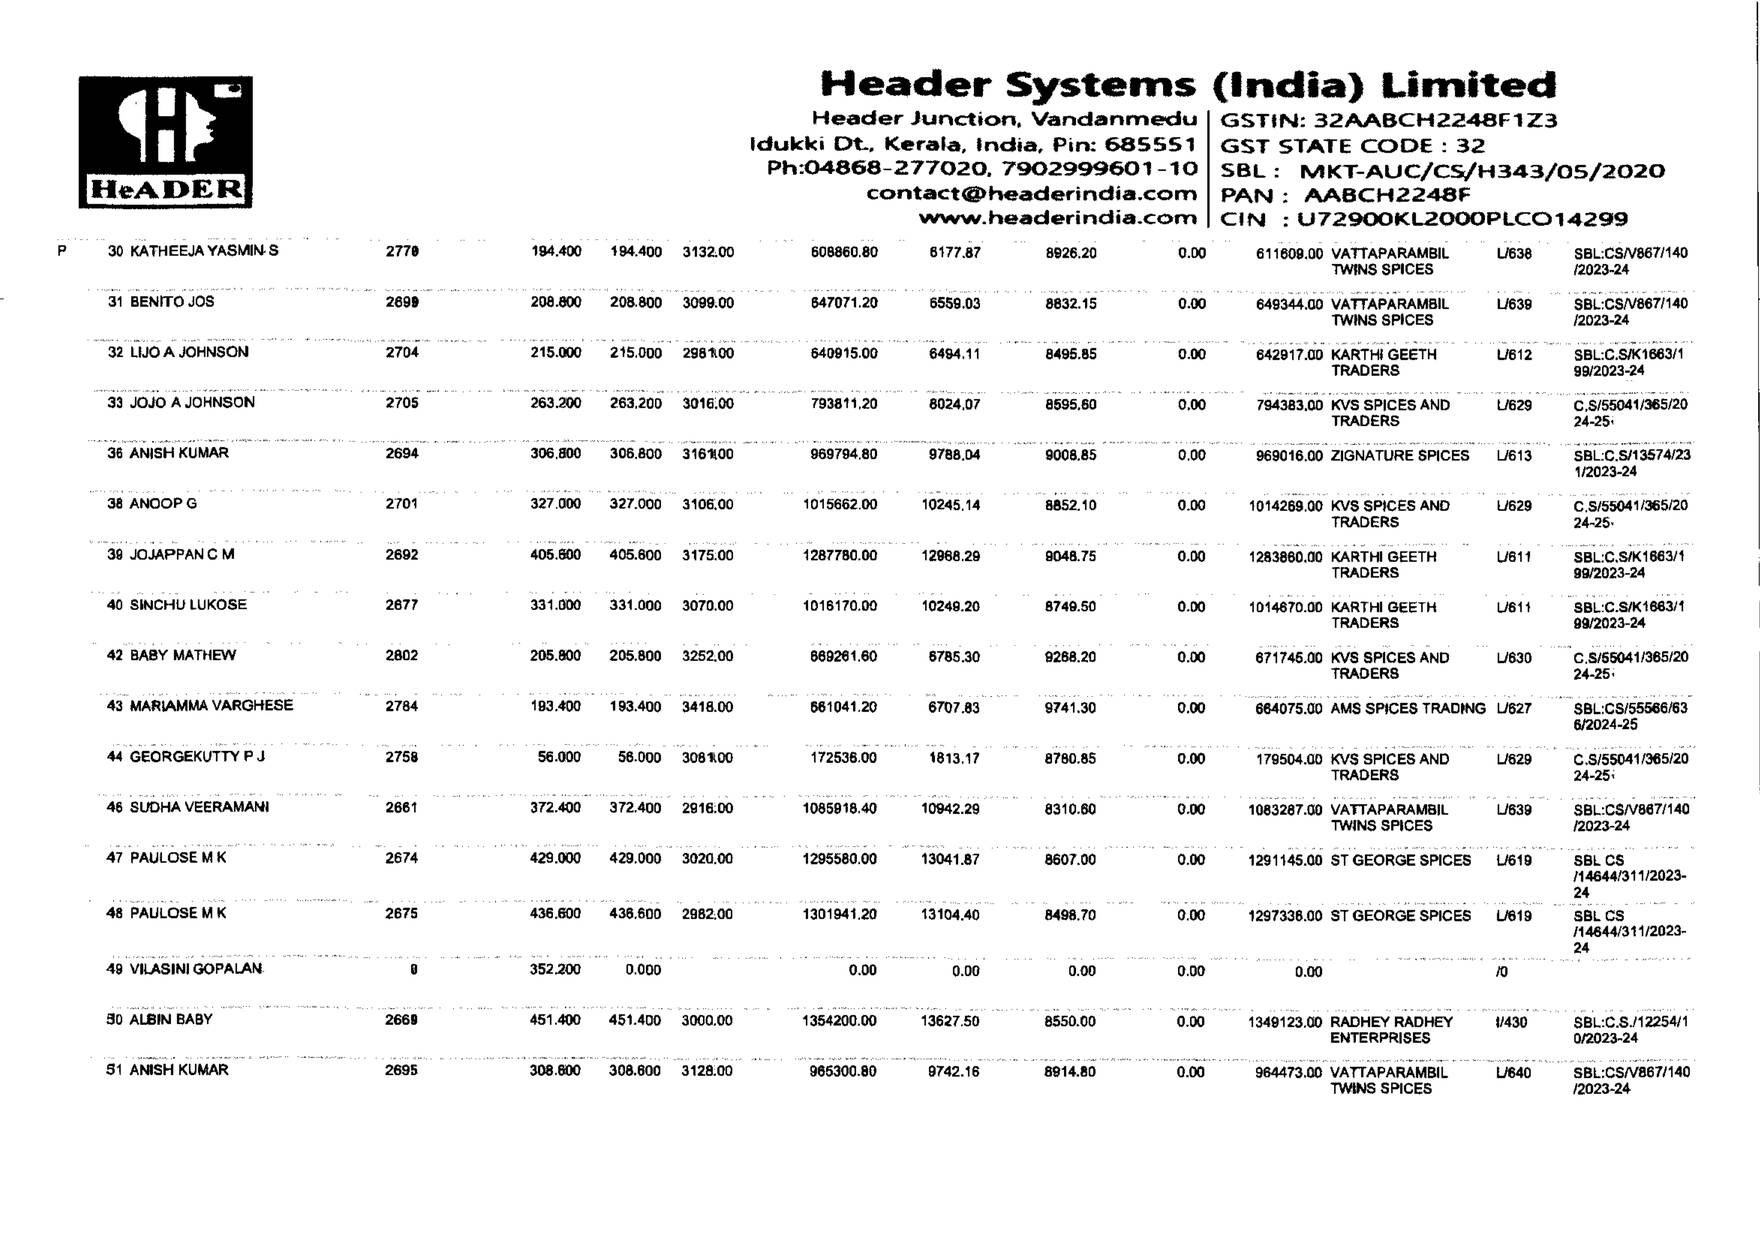 HeADER
Header Systems (India) Limited
Header Junction, Vandanmedu
Idukki Dt., Kerala, India, Pin: 685551
Ph:04868-277020, 7902999601-10
contact@headerindia.com
www.headerindia.com
GSTIN: 32AABCH2248F1Z3
GST STATE CODE : 32
SBL : MKT-AUC/CS/H343/05/2020
PAN : AABCH2248F
CIN : U72900KL2000PLCO14299
P 30 KATHEEJA YASMIN S 2770 194.400 194.400 3132.00 608860.80 6177.87 8926.20 0.00 611609.00 VATTAPARAMBIL L/638 SBL:CS/V867/140
TWINS SPICES /2023-24
31 BENITO JOS 2699 208.800 208.800 3099.00 647071.20 6559.03 8832.15 0.00 649344.00 VATTAPARAMBIL L/639 SBL:CS/V867/140
TWINS SPICES /2023-24
32 LIJO A JOHNSON 2704 215.000 215.000 2981.00 640915.00 6494.11 8495.85 0.00 642917.00 KARTHI GEETH L/612 SBL:C.S/K1663/1
TRADERS 99/2023-24
33 JOJO A JOHNSON 2705 263.200 263.200 3016.00 793811.20 8024.07 8595.60 0.00 794383.00 KVS SPICES AND L/629 C.S/55041/365/20
TRADERS 24-25
36 ANISH KUMAR 2694 306.800 306.800 3161.00 969794.80 9788.04 9008.85 0.00 969016.00 ZIGNATURE SPICES L/613 SBL:C.S/13574/23
1/2023-24
38 ANOOP G 2701 327.000 327.000 3106.00 1015662.00 10245.14 8852.10 0.00 1014269.00 KVS SPICES AND L/629 C.S/55041/365/20
TRADERS 24-25
39 JOJAPPAN C M 2692 405.600 405.600 3175.00 1287780.00 12968.29 9048.75 0.00 1283860.00 KARTHI GEETH L/611 SBL:C.S/K1663/1
TRADERS 99/2023-24
40 SINCHU LUKOSE 2677 331.000 331.000 3070.00 1016170.00 10249.20 8749.50 0.00 1014670.00 KARTHI GEETH L/611 SBL:C.S/K1663/1
TRADERS 99/2023-24
42 BABY MATHEW 2802 205.800 205.800 3252.00 669261.60 6785.30 9268.20 0.00 671745.00 KVS SPICES AND L/630 C.S/55041/365/20
TRADERS 24-25
43 MARIAMMA VARGHESE 2784 193.400 193.400 3418.00 661041.20 6707.83 9741.30 0.00 664075.00 AMS SPICES TRADING L/627 SBL:CS/55566/63
6/2024-25
44 GEORGEKUTTY P J 2758 56.000 56.000 3081.00 172536.00 1813.17 8780.85 0.00 179504.00 KVS SPICES AND L/629 C.S/55041/365/20
TRADERS 24-25
46 SUDHA VEERAMANI 2661 372.400 372.400 2916.00 1085918.40 10942.29 8310.60 0.00 1083287.00 VATTAPARAMBIL L/639 SBL:CS/V867/140
TWINS SPICES /2023-24
47 PAULOSE M K 2674 429.000 429.000 3020.00 1295580.00 13041.87 8607.00 0.00 1291145.00 ST GEORGE SPICES L/619 SBL CS
/14644/311/2023-
24
48 PAULOSE M K 2675 436.600 436.600 2982.00 1301941.20 13104.40 8498.70 0.00 1297336.00 ST GEORGE SPICES L/619 SBL CS
/14644/311/2023-
24
49 VILASINI GOPALAN 0 352.200 0.000 0.00 0.00 0.00 0.00 0.00 /0
50 ALBIN BABY 2669 451.400 451.400 3000.00 1354200.00 13627.50 8550.00 0.00 1349123.00 RADHEY RADHEY I/430 SBL:C.S./12254/1
ENTERPRISES 0/2023-24
51 ANISH KUMAR 2695 308.600 308.600 3128.00 965300.80 9742.16 8914.80 0.00 964473.00 VATTAPARAMBIL L/640 SBL:CS/V867/140
TWINS SPICES /2023-24